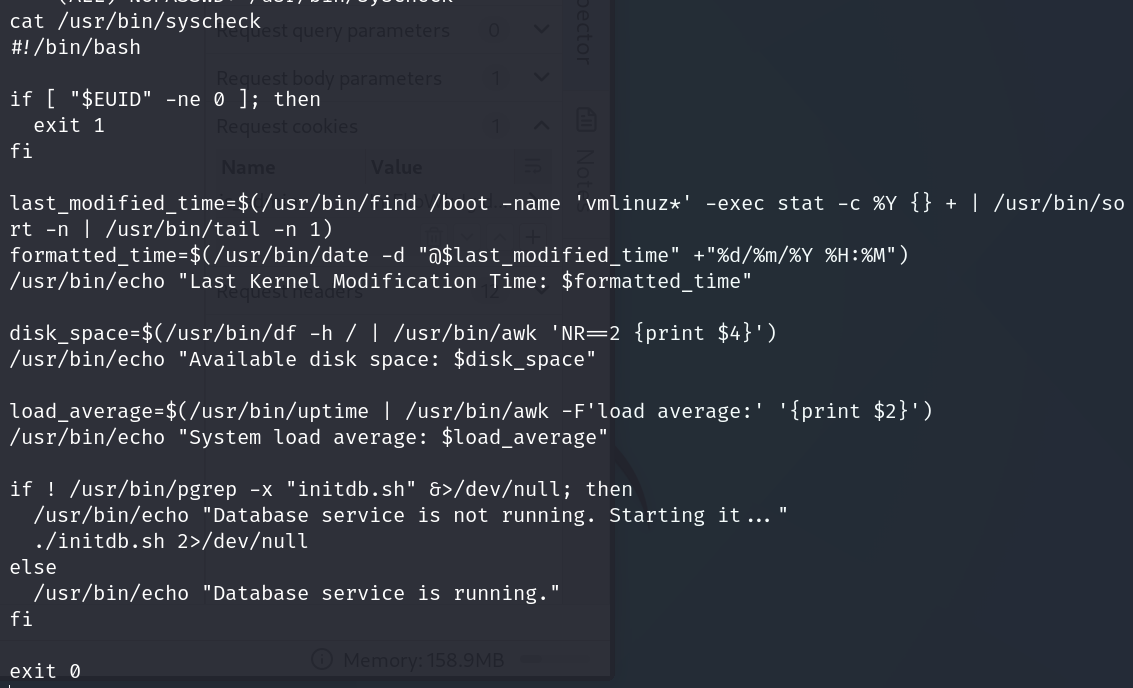 (ALL) NOPASSWD: /usr/bin/syscheck
cat /usr/bin/syscheck
#!/bin/bash
if [ "$EUID" -ne 0 ]; then
  exit 1
fi
last_modified_time=$(/usr/bin/find /boot -name 'vmlinuz*' -exec stat -c %Y {} + | /usr/bin/so
rt -n | /usr/bin/tail -n 1)
formatted_time=$(/usr/bin/date -d "@$last_modified_time" +"%d/%m/%Y %H:%M")
/usr/bin/echo "Last Kernel Modification Time: $formatted_time"
disk_space=$(/usr/bin/df -h / | /usr/bin/awk 'NR==2 {print $4}')
/usr/bin/echo "Available disk space: $disk_space"
load_average=$(/usr/bin/uptime | /usr/bin/awk -F'load average:' '{print $2}')
/usr/bin/echo "System load average: $load_average"
if ! /usr/bin/pgrep -x "initdb.sh" &>/dev/null; then
  /usr/bin/echo "Database service is not running. Starting it..."
  ./initdb.sh 2>/dev/null
else
  /usr/bin/echo "Database service is running."
fi
exit 0
Request query parameters 0
Request body parameters 1
Request cookies 1
Name Value
Request headers 12
Memory: 158.9MB